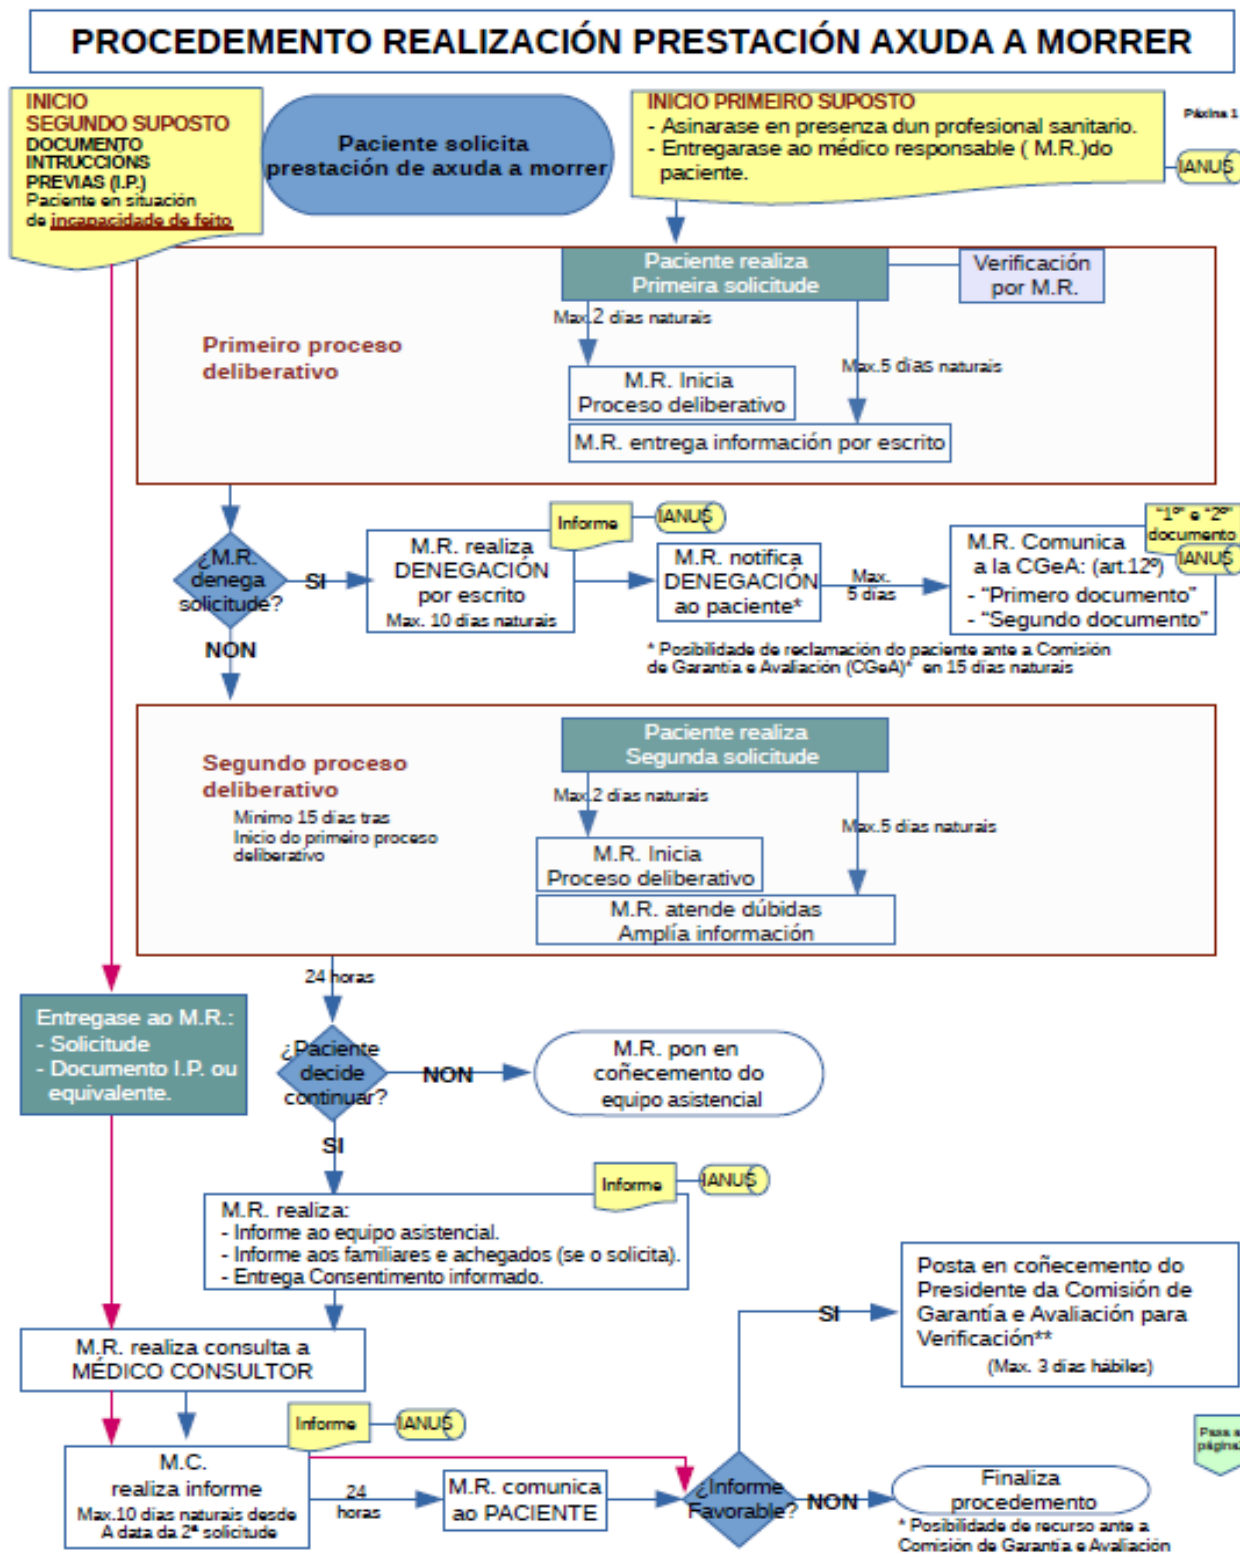 PROCEDEMENTO REALIZACIÓN PRESTACIÓN AXUDA A MORRER
INICIO
SEGUNDO SUPOSTO
DOCUMENTO
INTRUCCIÓNS
PREVIAS (I.P.)
Paciente en situación
de incapacidade de feito
Paciente solicita
prestación de axuda a morrer
INICIO PRIMEIRO SUPOSTO
- Asinarase en presenza dun profesional sanitario.
- Entregarase ao médico responsable ( M.R.)do
paciente.
Páxina 1
IANUS
Paciente realiza
Primeira solicitude
Verificación
por M.R.
Max.2 días naturais
Primeiro proceso
deliberativo
Max.5 días naturais
M.R. Inicia
Proceso deliberativo
M.R. entrega información por escrito
¿M.R.
denega
solicitude?
SI
NON
Informe
IANUS
M.R. realiza
DENEGACIÓN
por escrito
Max. 10 días naturais
M.R. notifica
DENEGACIÓN
ao paciente*
Max.
5 días
"1º" e "2º"
documento
IANUS
M.R. Comunica
a la CGeA: (art.12º)
- "Primero documento"
- "Segundo documento"
* Posibilidade de reclamación do paciente ante a Comisión
de Garantía e Avaliación (CGeA)* en 15 días naturais
Paciente realiza
Segunda solicitude
Segundo proceso
deliberativo
Minimo 15 días tras
Inicio do primeiro proceso
deliberativo
Max.2 días naturais
Max.5 días naturais
M.R. Inicia
Proceso deliberativo
M.R. atende dúbidas
Amplía información
24 horas
Entregase ao M.R.:
- Solicitude
- Documento I.P. ou
equivalente.
¿Paciente
decide
continuar?
NON
M.R. pon en
coñecemento do
equipo asistencial
SI
Informe
IANUS
M.R. realiza:
- Informe ao equipo asistencial.
- Informe aos familiares e achegados (se o solicita).
- Entrega Consentimento informado.
M.R. realiza consulta a
MÉDICO CONSULTOR
SI
Posta en coñecemento do
Presidente da Comisión de
Garantía e Avaliación para
Verificación**
(Max. 3 días hábiles)
Informe
IANUS
M.C.
realiza informe
Max.10 días naturais desde
A data da 2ª solicitude
24
horas
M.R. comunica
ao PACIENTE
¿Informe
Favorable?
NON
Finaliza
procedemento
* Posibilidade de recurso ante a
Comisión de Garantía e Avaliación
Pasa a
página2